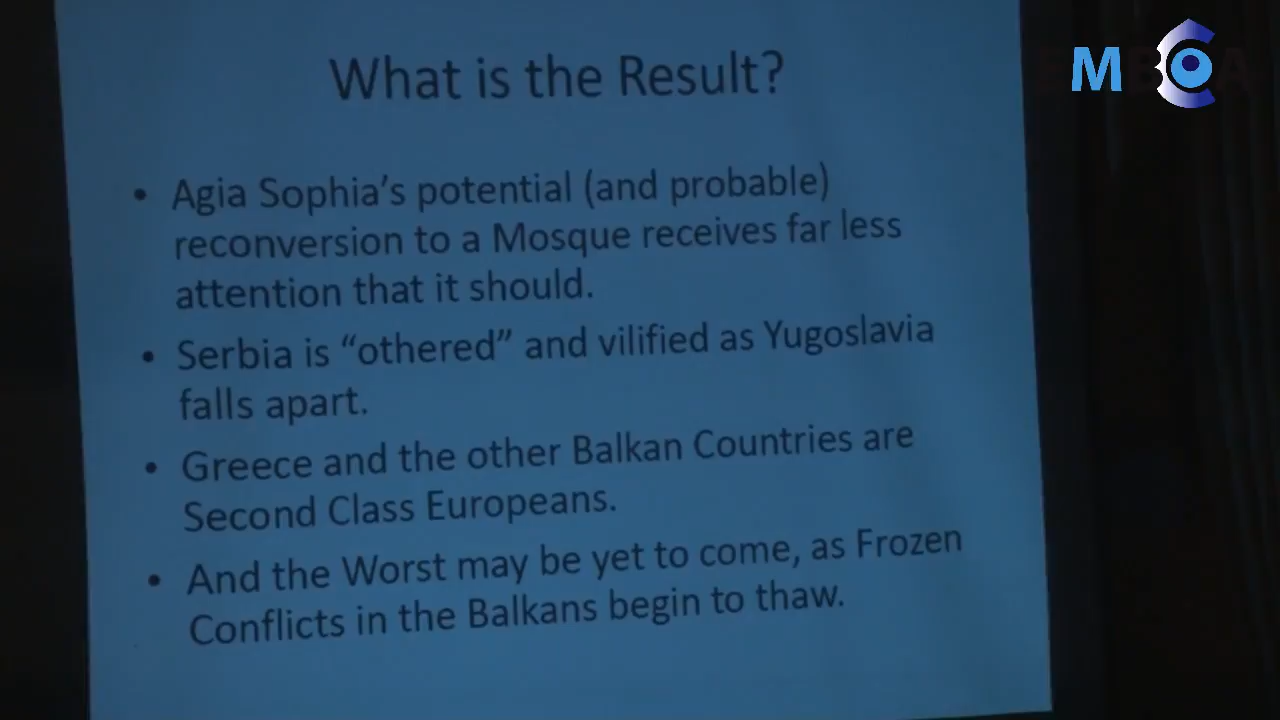 EMBCA
What is the Result?
• Agia Sophia's potential (and probable)
reconversion to a Mosque receives far less
attention that it should.
• Serbia is “othered” and vilified as Yugoslavia
falls apart.
• Greece and the other Balkan Countries are
Second Class Europeans.
• And the Worst may be yet to come, as Frozen
Conflicts in the Balkans begin to thaw.